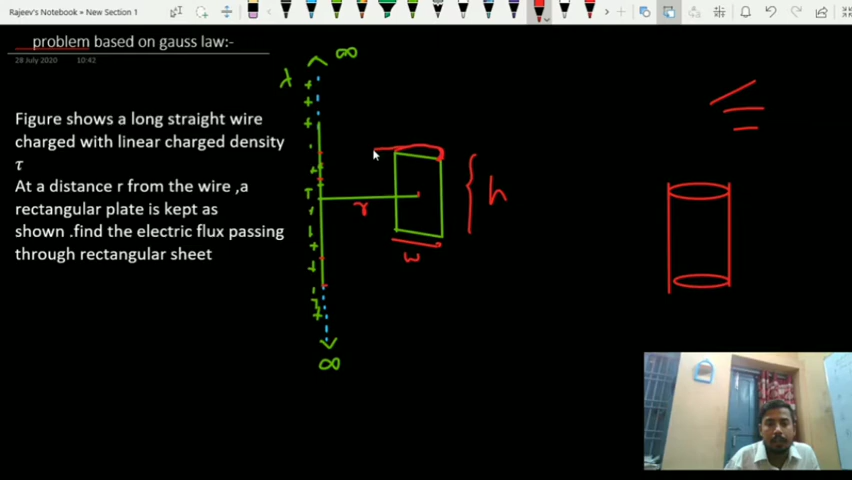 Rajeev's Notebook » New Section 1
problem based on gauss law:-
28 July 2020 10:42
Figure shows a long straight wire
charged with linear charged density
τ
At a distance r from the wire ,a
rectangular plate is kept as
shown .find the electric flux passing
through rectangular sheet
∞
λ
r
h
w
∞